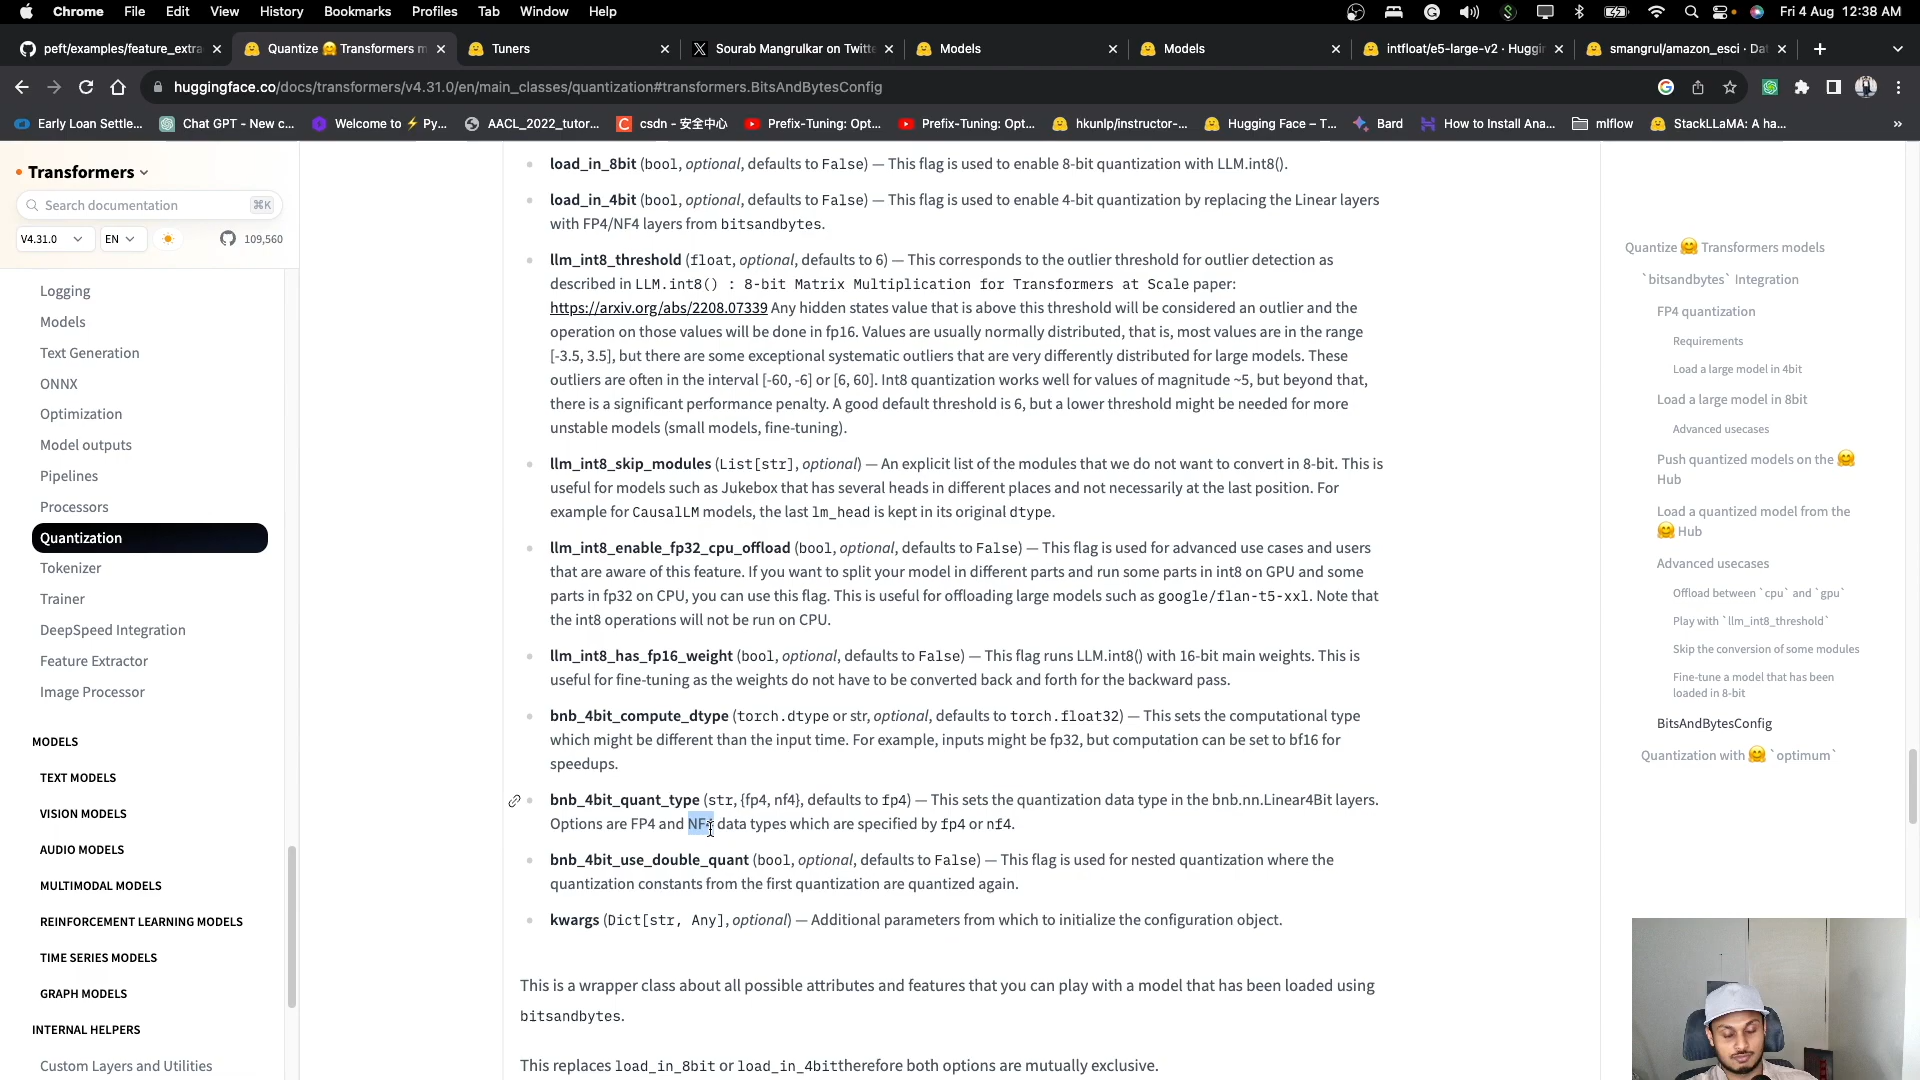 Chrome File Edit View History Bookmarks Profiles Tab Window Help Fri 4 Aug 12:38 AM
peft/examples/feature_extra Quantize 🤗 Transformers m Tuners Sourab Mangrulkar on Twitte Models Models intfloat/e5-large-v2 · Huggin smangrul/amazon_esci · Dat
huggingface.co/docs/transformers/v4.31.0/en/main_classes/quantization#transformers.BitsAndBytesConfig
Early Loan Settle... Chat GPT - New c... Welcome to ⚡ Py... AACL_2022_tutor... csdn - 安全中心 Prefix-Tuning: Opt... Prefix-Tuning: Opt... hkunlp/instructor-... Hugging Face – T... Bard How to Install Ana... mlflow StackLLaMA: A ha... »
Transformers
Search documentation ⌘K
V4.31.0 EN 109,560
Logging
Models
Text Generation
ONNX
Optimization
Model outputs
Pipelines
Processors
Quantization
Tokenizer
Trainer
DeepSpeed Integration
Feature Extractor
Image Processor
MODELS
TEXT MODELS
VISION MODELS
AUDIO MODELS
MULTIMODAL MODELS
REINFORCEMENT LEARNING MODELS
TIME SERIES MODELS
GRAPH MODELS
INTERNAL HELPERS
Custom Layers and Utilities
load_in_8bit (bool, optional, defaults to False) — This flag is used to enable 8-bit quantization with LLM.int8().
load_in_4bit (bool, optional, defaults to False) — This flag is used to enable 4-bit quantization by replacing the Linear layers
with FP4/NF4 layers from bitsandbytes.
llm_int8_threshold (float, optional, defaults to 6) — This corresponds to the outlier threshold for outlier detection as
described in LLM.int8() : 8-bit Matrix Multiplication for Transformers at Scale paper:
https://arxiv.org/abs/2208.07339 Any hidden states value that is above this threshold will be considered an outlier and the
operation on those values will be done in fp16. Values are usually normally distributed, that is, most values are in the range
[-3.5, 3.5], but there are some exceptional systematic outliers that are very differently distributed for large models. These
outliers are often in the interval [-60, -6] or [6, 60]. Int8 quantization works well for values of magnitude ~5, but beyond that,
there is a significant performance penalty. A good default threshold is 6, but a lower threshold might be needed for more
unstable models (small models, fine-tuning).
llm_int8_skip_modules (List[str], optional) — An explicit list of the modules that we do not want to convert in 8-bit. This is
useful for models such as Jukebox that has several heads in different places and not necessarily at the last position. For
example for CausalLM models, the last lm_head is kept in its original dtype.
llm_int8_enable_fp32_cpu_offload (bool, optional, defaults to False) — This flag is used for advanced use cases and users
that are aware of this feature. If you want to split your model in different parts and run some parts in int8 on GPU and some
parts in fp32 on CPU, you can use this flag. This is useful for offloading large models such as google/flan-t5-xxl. Note that
the int8 operations will not be run on CPU.
llm_int8_has_fp16_weight (bool, optional, defaults to False) — This flag runs LLM.int8() with 16-bit main weights. This is
useful for fine-tuning as the weights do not have to be converted back and forth for the backward pass.
bnb_4bit_compute_dtype (torch.dtype or str, optional, defaults to torch.float32) — This sets the computational type
which might be different than the input time. For example, inputs might be fp32, but computation can be set to bf16 for
speedups.
bnb_4bit_quant_type (str, {fp4, nf4}, defaults to fp4) — This sets the quantization data type in the bnb.nn.Linear4Bit layers.
Options are FP4 and NF4 data types which are specified by fp4 or nf4.
bnb_4bit_use_double_quant (bool, optional, defaults to False) — This flag is used for nested quantization where the
quantization constants from the first quantization are quantized again.
kwargs (Dict[str, Any], optional) — Additional parameters from which to initialize the configuration object.
This is a wrapper class about all possible attributes and features that you can play with a model that has been loaded using
bitsandbytes.
This replaces load_in_8bit or load_in_4bittherefore both options are mutually exclusive.
Quantize 🤗 Transformers models
`bitsandbytes` Integration
FP4 quantization
Requirements
Load a large model in 4bit
Load a large model in 8bit
Advanced usecases
Push quantized models on the 🤗
Hub
Load a quantized model from the
🤗 Hub
Advanced usecases
Offload between `cpu` and `gpu`
Play with `llm_int8_threshold`
Skip the conversion of some modules
Fine-tune a model that has been
loaded in 8-bit
BitsAndBytesConfig
Quantization with 🤗 `optimum`